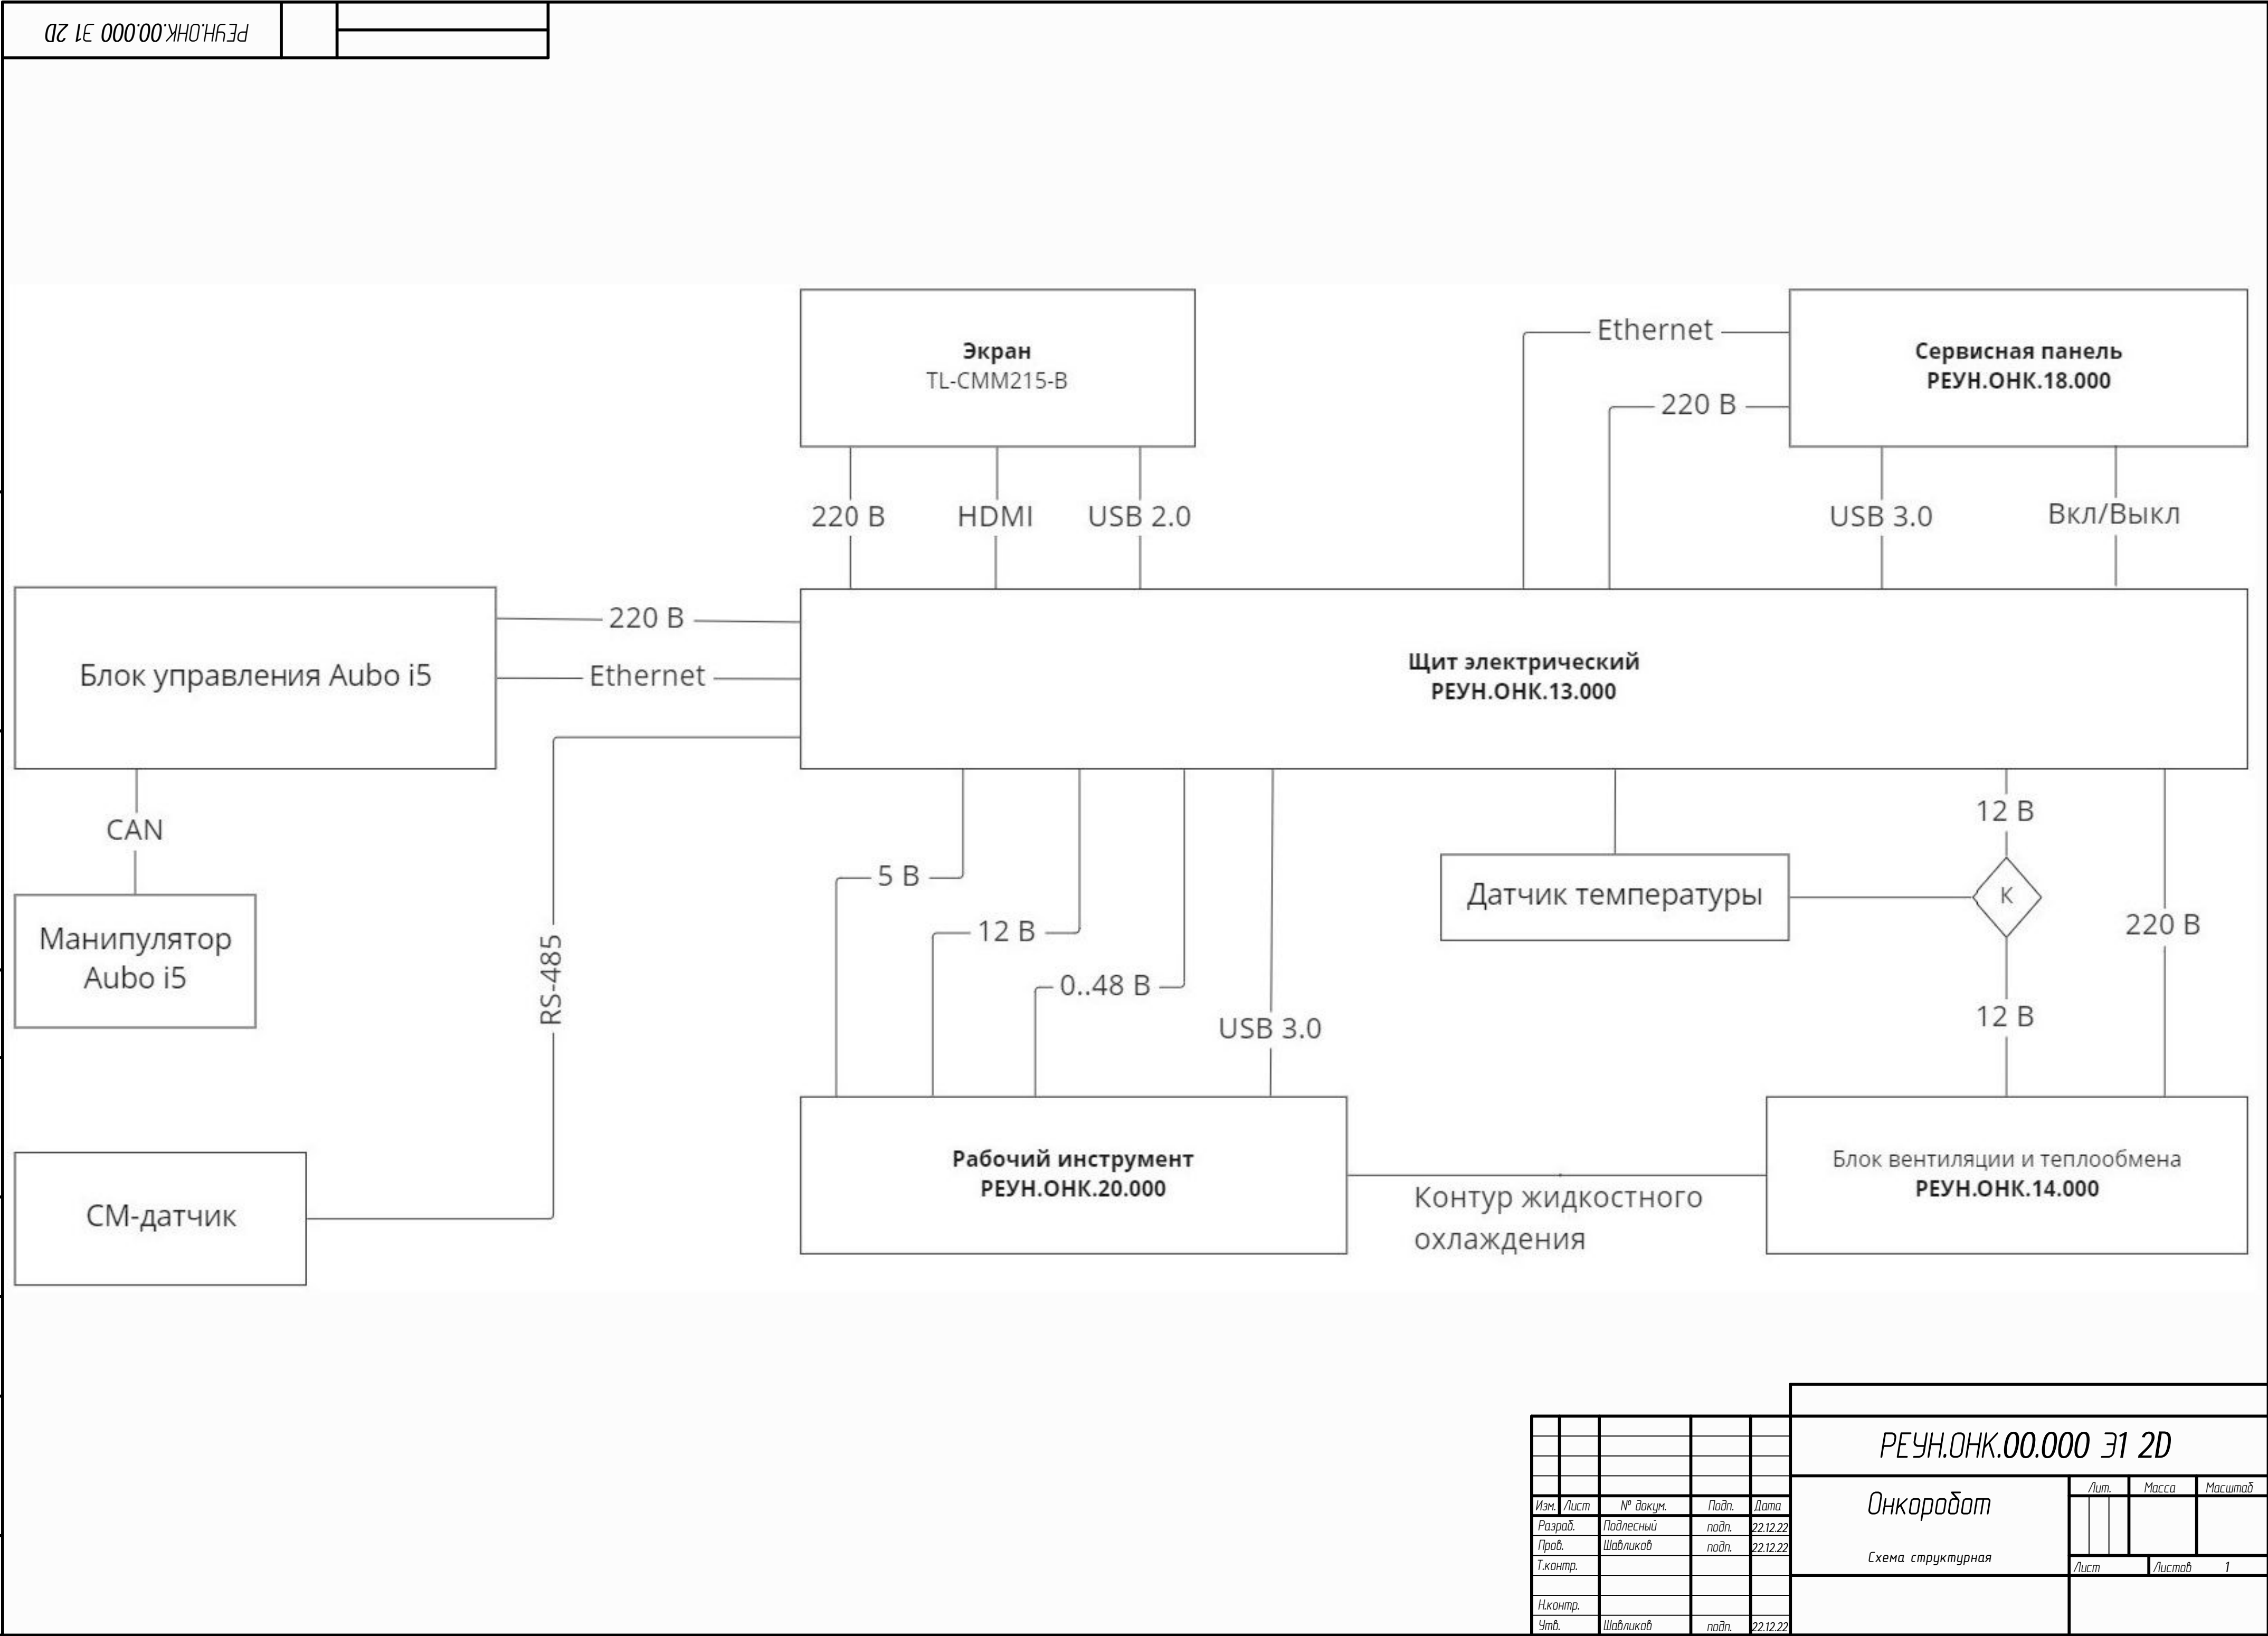 РЕУН.ОНК.00.000 Э1 2D
Экран
TL-CMM215-B
Ethernet
Сервисная панель
РЕУН.ОНК.18.000
220 В
220 В
HDMI
USB 2.0
USB 3.0
Вкл/Выкл
220 В
Блок управления Aubo i5
Ethernet
Щит электрический
РЕУН.ОНК.13.000
CAN
12 В
5 В
Датчик температуры
К
Манипулятор
Aubo i5
12 В
220 В
RS-485
0..48 В
USB 3.0
12 В
Рабочий инструмент
РЕУН.ОНК.20.000
Блок вентиляции и теплообмена
РЕУН.ОНК.14.000
СМ-датчик
Контур жидкостного
охлаждения
РЕУН.ОНК.00.000 Э1 2D
Изм. Лист № докум. Подп. Дата
Разраб. Подлесный подп. 22.12.22
Пров. Шавликов подп. 22.12.22
Т.контр.
Н.контр.
Утв. Шавликов подп. 22.12.22
Онкоробот
Схема структурная
Лит. Масса Масштаб
Лист Листов 1